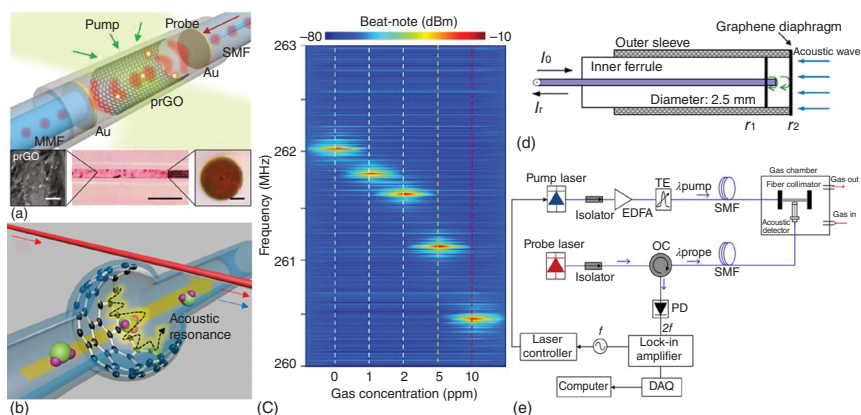 Pump
Probe
SMF
Au
prGO
Au
MMF
prGO
(a)
Acoustic
resonance
(b)
Beat-note (dBm)
−80
−10
263
262
261
260
Frequency (MHz)
0
1
2
5
10
Gas concentration (ppm)
(C)
Graphene diaphragm
Outer sleeve
Acoustic wave
I0
Inner ferrule
Ir
Diameter: 2.5 mm
r1
r2
(d)
Gas chamber
Gas out
Pump laser
TE
λpump
Fiber collimator
Gas in
Isolator
EDFA
SMF
Acoustic
detector
Probe laser
OC
λprope
Isolator
SMF
PD
2f
f
Laser
controller
Lock-in
amplifier
Computer
DAQ
(e)